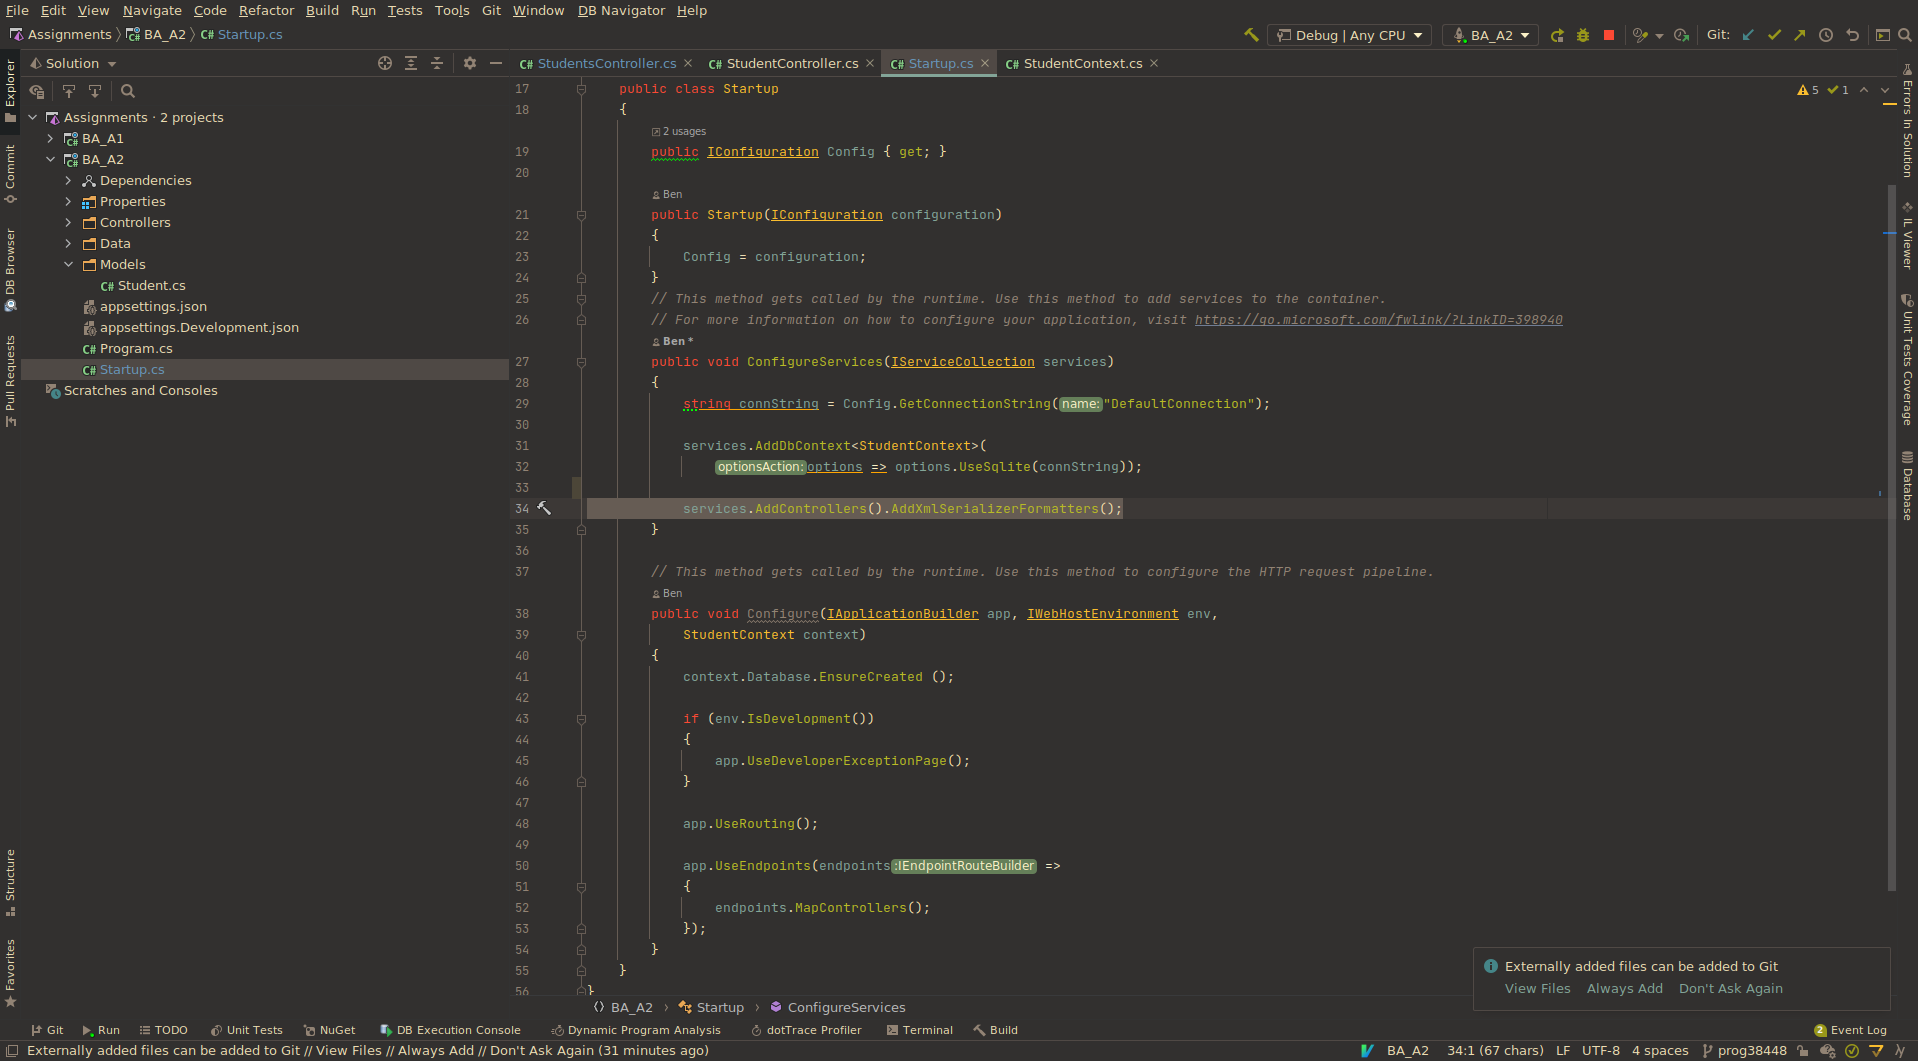 File Edit View Navigate Code Refactor Build Run Tests Tools Git Window DB Navigator Help
Assignments BA_A2 C# Startup.cs
Debug | Any CPU BA_A2 Git:
Solution
C# StudentsController.cs C# StudentController.cs C# Startup.cs C# StudentContext.cs
Explorer
Commit
DB Browser
Pull Requests
Structure
Favorites
Assignments · 2 projects
BA_A1
BA_A2
Dependencies
Properties
Controllers
Data
Models
C# Student.cs
appsettings.json
appsettings.Development.json
C# Program.cs
C# Startup.cs
Scratches and Consoles
5 1
17 public class Startup
18 {
2 usages
19 public IConfiguration Config { get; }
20
Ben
21 public Startup(IConfiguration configuration)
22 {
23 Config = configuration;
24 }
25 // This method gets called by the runtime. Use this method to add services to the container.
26 // For more information on how to configure your application, visit https://go.microsoft.com/fwlink/?LinkID=398940
Ben *
27 public void ConfigureServices(IServiceCollection services)
28 {
29 string connString = Config.GetConnectionString(name:"DefaultConnection");
30
31 services.AddDbContext<StudentContext>(
32 optionsAction:options => options.UseSqlite(connString));
33
34 services.AddControllers().AddXmlSerializerFormatters();
35 }
36
37 // This method gets called by the runtime. Use this method to configure the HTTP request pipeline.
Ben
38 public void Configure(IApplicationBuilder app, IWebHostEnvironment env,
39 StudentContext context)
40 {
41 context.Database.EnsureCreated ();
42
43 if (env.IsDevelopment())
44 {
45 app.UseDeveloperExceptionPage();
46 }
47
48 app.UseRouting();
49
50 app.UseEndpoints(endpoints:IEndpointRouteBuilder =>
51 {
52 endpoints.MapControllers();
53 });
54 }
55 }
56 }
Errors In Solution
IL Viewer
Unit Tests Coverage
Database
Externally added files can be added to Git
View Files Always Add Don't Ask Again
BA_A2 Startup ConfigureServices
Git Run TODO Unit Tests NuGet DB Execution Console Dynamic Program Analysis dotTrace Profiler Terminal Build 2 Event Log
Externally added files can be added to Git // View Files // Always Add // Don't Ask Again (31 minutes ago) BA_A2 34:1 (67 chars) LF UTF-8 4 spaces prog38448